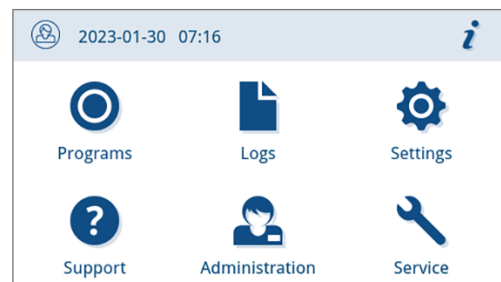 2023-01-30 07:16 i
Programs Logs Settings
?
Support Administration Service